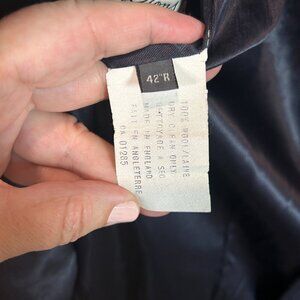 42"R
100% WOOL/LAINE
DRY CLEAN ONLY
NETTOYAGE A SEC
MADE IN ENGLAND
FAIT EN ANGLETERRE
CA 01285